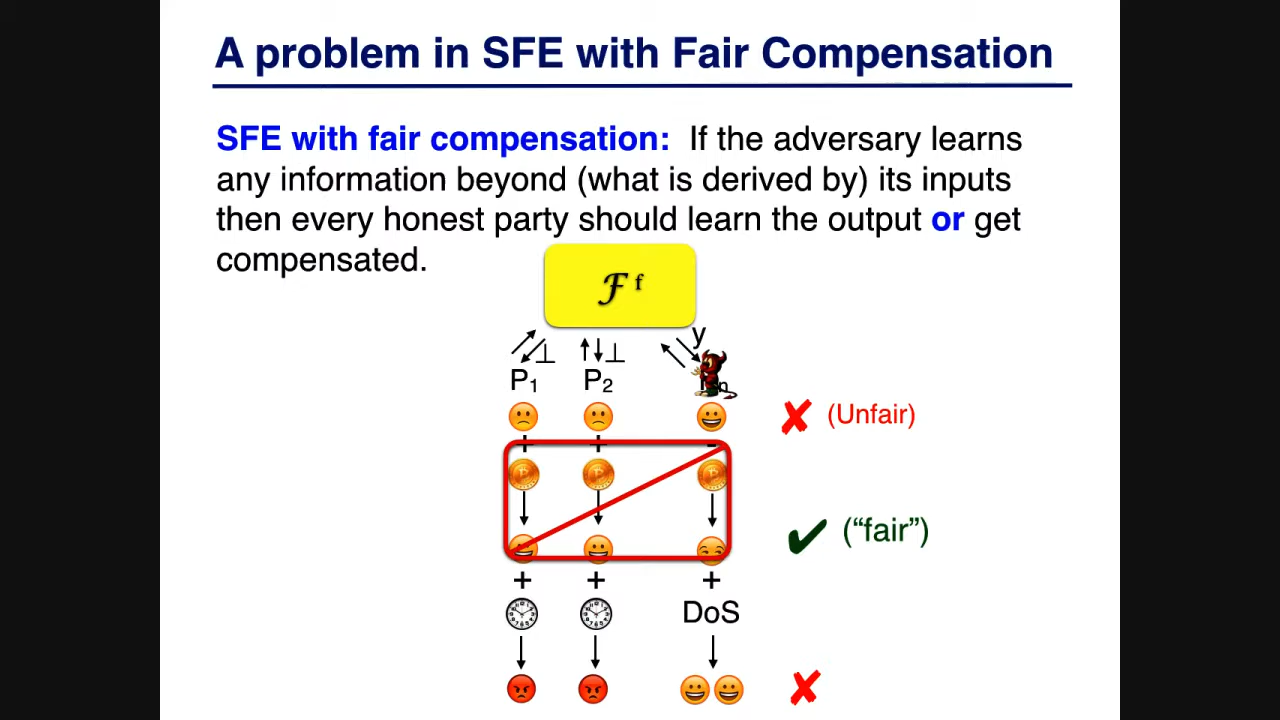 A problem in SFE with Fair Compensation
SFE with fair compensation: If the adversary learns
any information beyond (what is derived by) its inputs
then every honest party should learn the output or get
compensated.
ℱ f
y
⊥ ⊥
P1 P2
✘ (Unfair)
+ + -
✔ (“fair”)
+ + +
DoS
✘